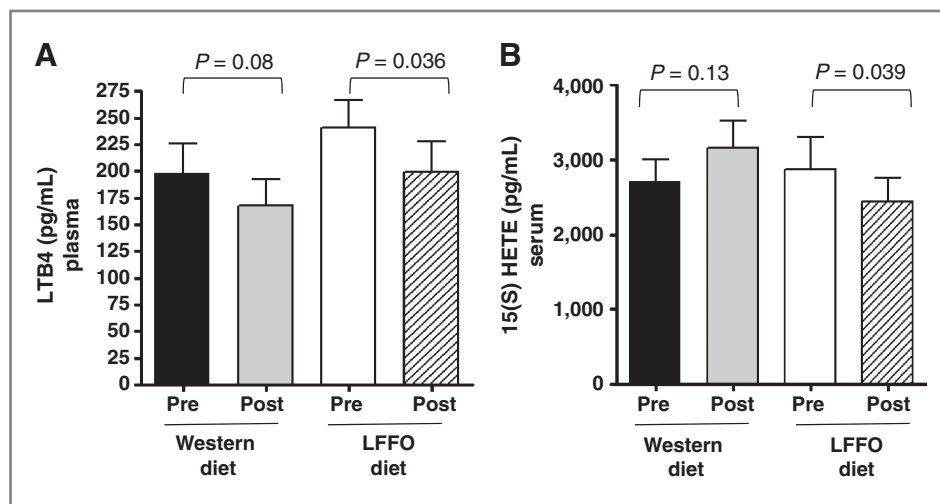 A
P = 0.08
P = 0.036
LTB4 (pg/mL)
plasma
275
250
225
200
175
150
125
100
75
50
25
0
Pre Post Pre Post
Western
diet
LFFO
diet
B
P = 0.13
P = 0.039
15(S) HETE (pg/mL)
serum
4,000
3,000
2,000
1,000
0
Pre Post Pre Post
Western
diet
LFFO
diet